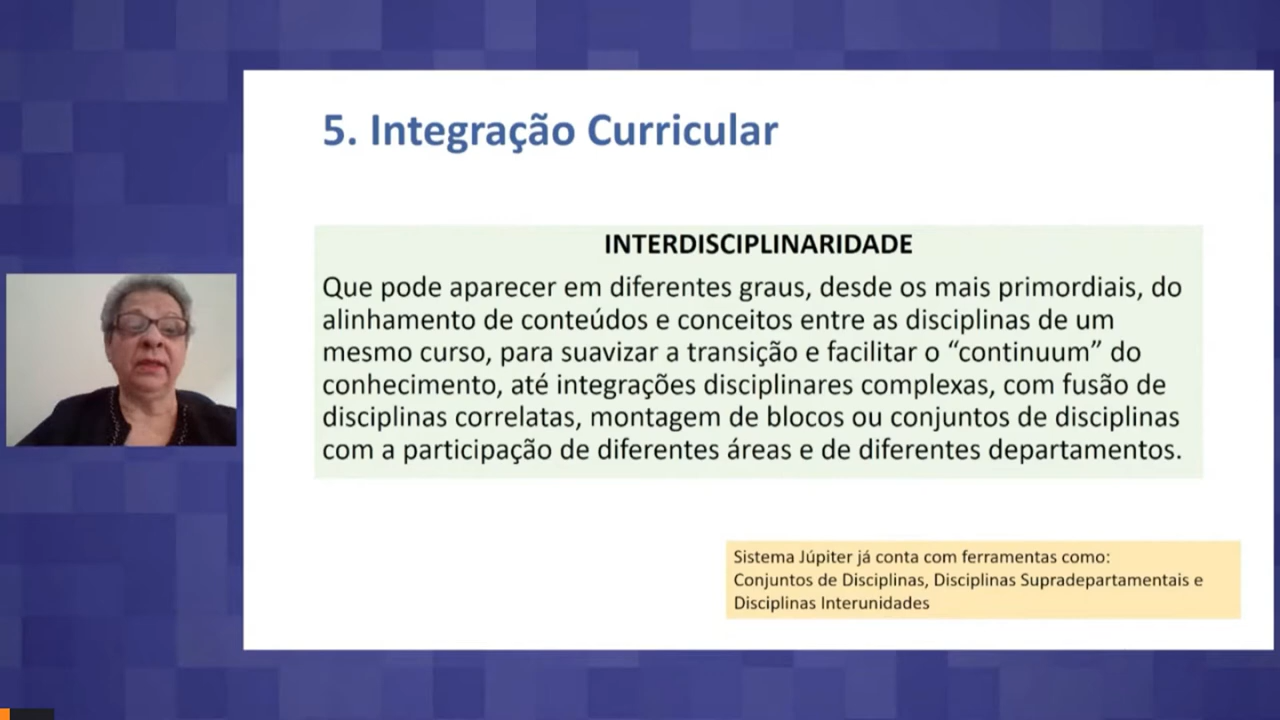 5. Integração Curricular
INTERDISCIPLINARIDADE
Que pode aparecer em diferentes graus, desde os mais primordiais, do
alinhamento de conteúdos e conceitos entre as disciplinas de um
mesmo curso, para suavizar a transição e facilitar o “continuum” do
conhecimento, até integrações disciplinares complexas, com fusão de
disciplinas correlatas, montagem de blocos ou conjuntos de disciplinas
com a participação de diferentes áreas e de diferentes departamentos.
Sistema Júpiter já conta com ferramentas como:
Conjuntos de Disciplinas, Disciplinas Supradepartamentais e
Disciplinas Interunidades